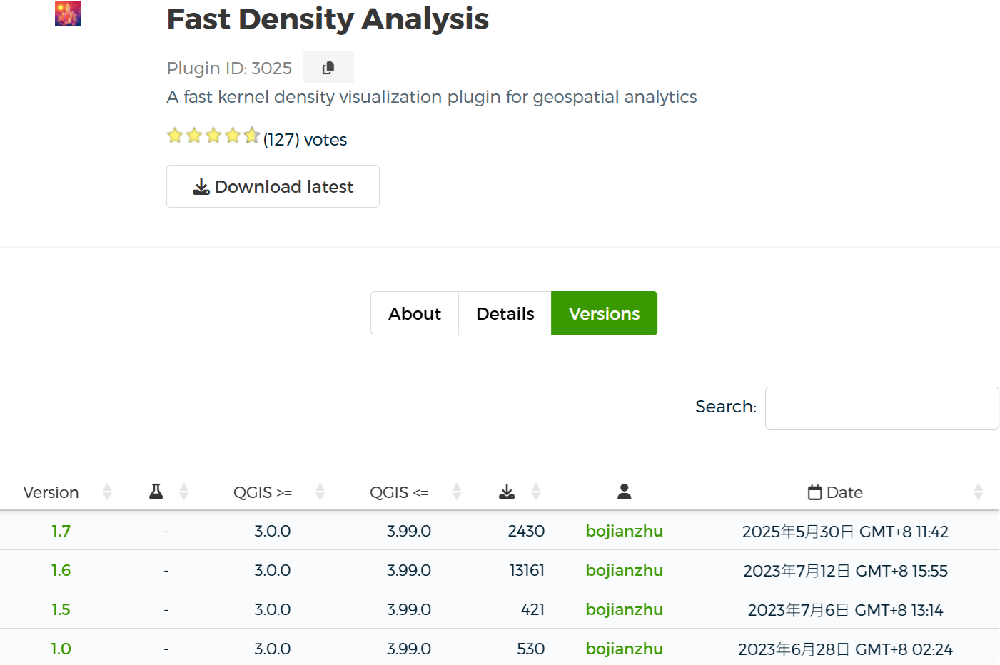 Fast Density Analysis
Plugin ID: 3025
A fast kernel density visualization plugin for geospatial analytics
(127) votes
Download latest
About Details Versions
Search:
Version QGIS >= QGIS <= Date
1.7 - 3.0.0 3.99.0 2430 bojianzhu 2025年5月30日 GMT+8 11:42
1.6 - 3.0.0 3.99.0 13161 bojianzhu 2023年7月12日 GMT+8 15:55
1.5 - 3.0.0 3.99.0 421 bojianzhu 2023年7月6日 GMT+8 13:14
1.0 - 3.0.0 3.99.0 530 bojianzhu 2023年6月28日 GMT+8 02:24